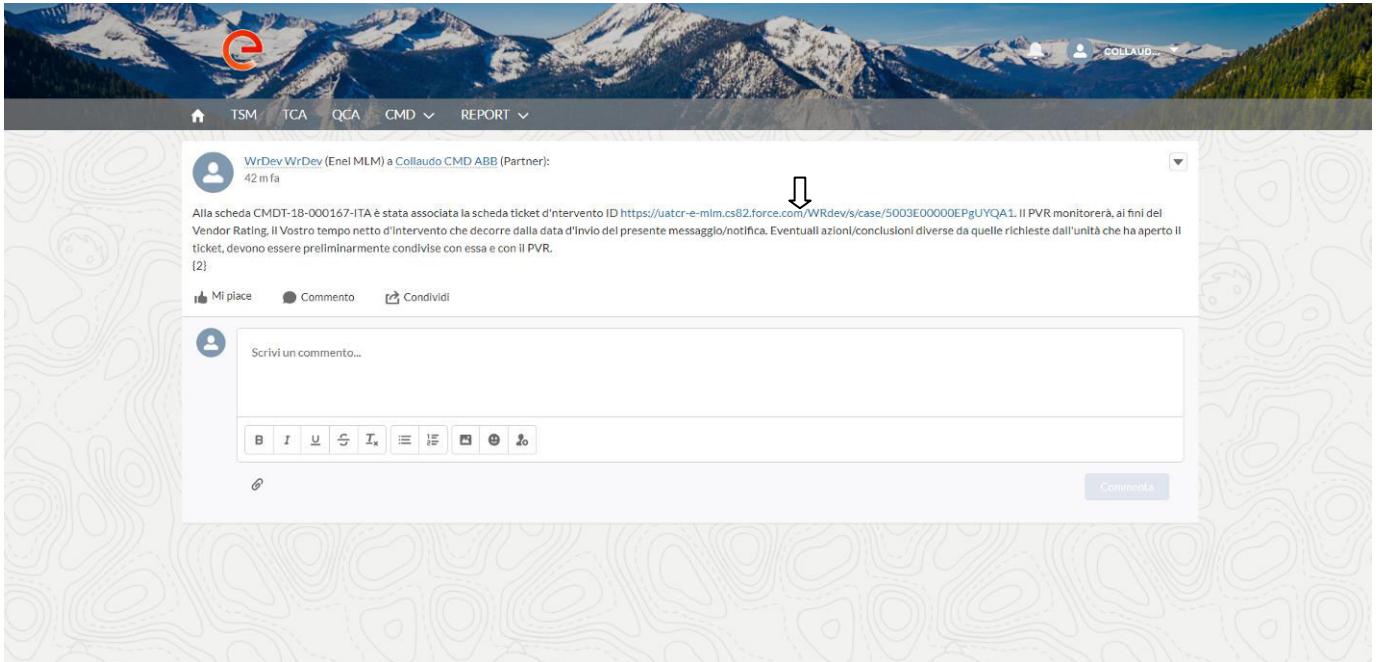 COLLAUD...
TSM TCA QCA CMD REPORT
WrDev WrDev (Enel MLM) a Collaudo CMD ABB (Partner):
42 m fa
Alla scheda CMDT-18-000167-ITA è stata associata la scheda ticket d'ntervento ID https://uatcr-e-mlm.cs82.force.com/WRdev/s/case/5003E00000EPgUYQA1. Il PVR monitorerà, ai fini del
Vendor Rating, il Vostro tempo netto d'intervento che decorre dalla data d'invio del presente messaggio/notifica. Eventuali azioni/conclusioni diverse da quelle richieste dall'unità che ha aperto il
ticket, devono essere preliminarmente condivise con essa e con il PVR.
{2}
Mi piace Commento Condividi
Scrivi un commento...
Commenta